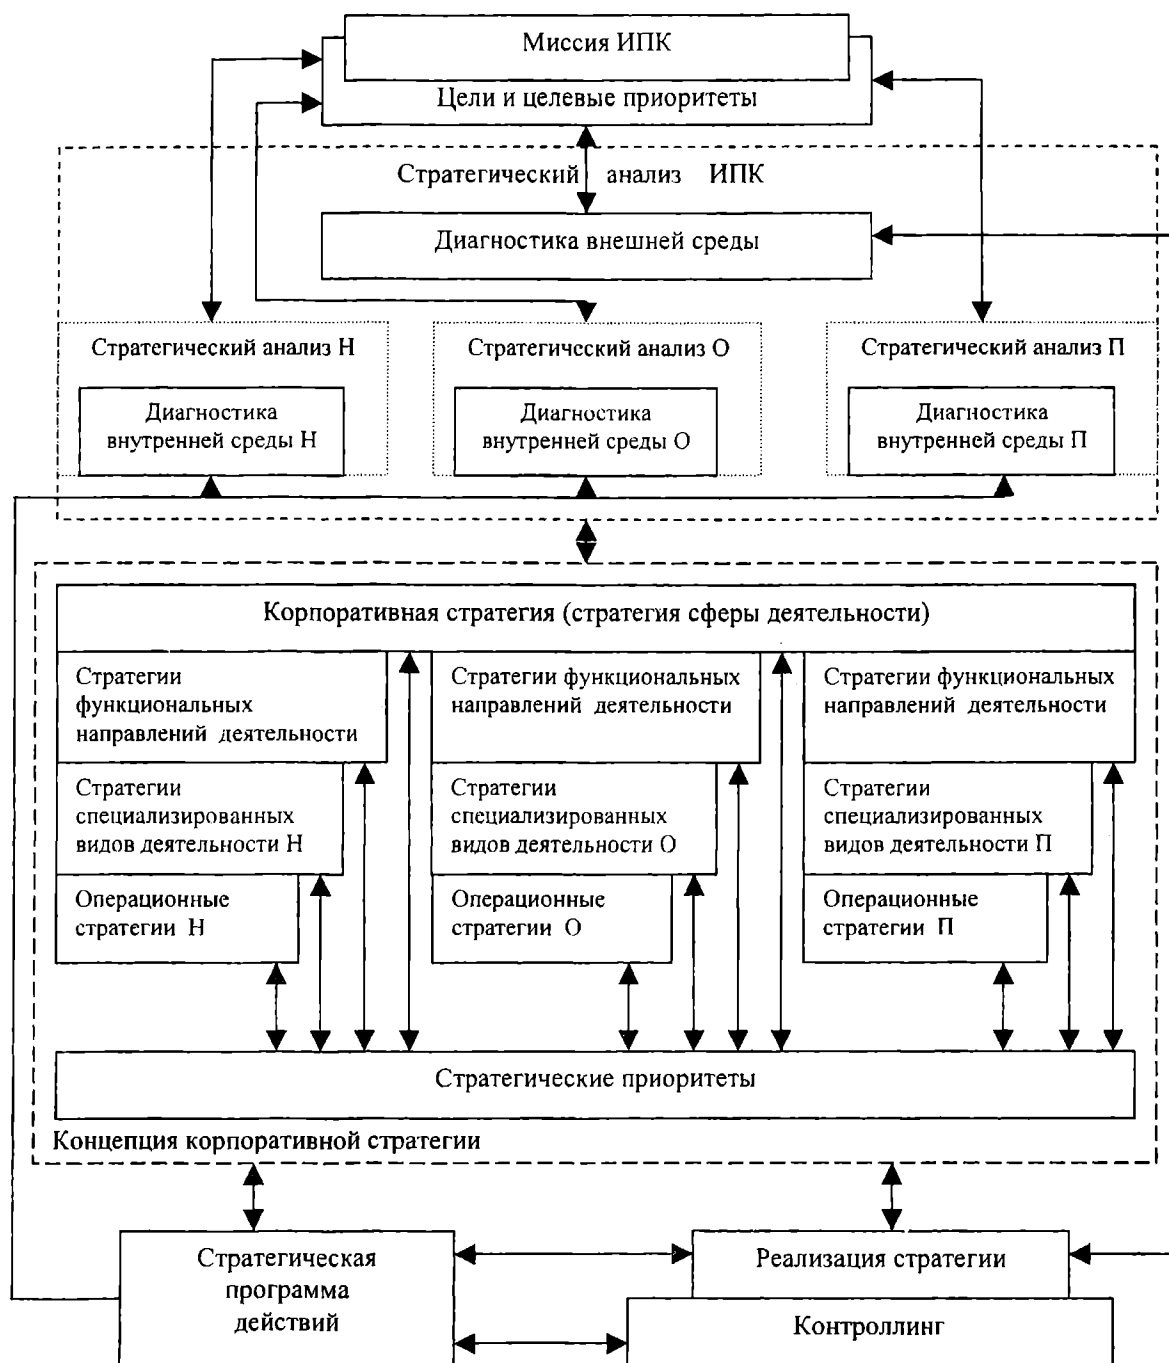 Миссия ИПК
Цели и целевые приоритеты
Стратегический анализ ИПК
Диагностика внешней среды
Стратегический анализ Н
Диагностика
внутренней среды Н
Стратегический анализ О
Диагностика
внутренней среды О
Стратегический анализ П
Диагностика
внутренней среды П
Корпоративная стратегия (стратегия сферы деятельности)
Стратегии
функциональных
направлений деятельности
Стратегии специализированных
видов деятельности Н
Операционные
стратегии Н
Стратегии функциональных
направлений деятельности
Стратегии
специализированных
видов деятельности О
Операционные
стратегии О
Стратегии функциональных
направлений деятельности
Стратегии
специализированных
видов деятельности П
Операционные
стратегии П
Стратегические приоритеты
Концепция корпоративной стратегии
Стратегическая
программа
действий
Реализация стратегии
Контроллинг